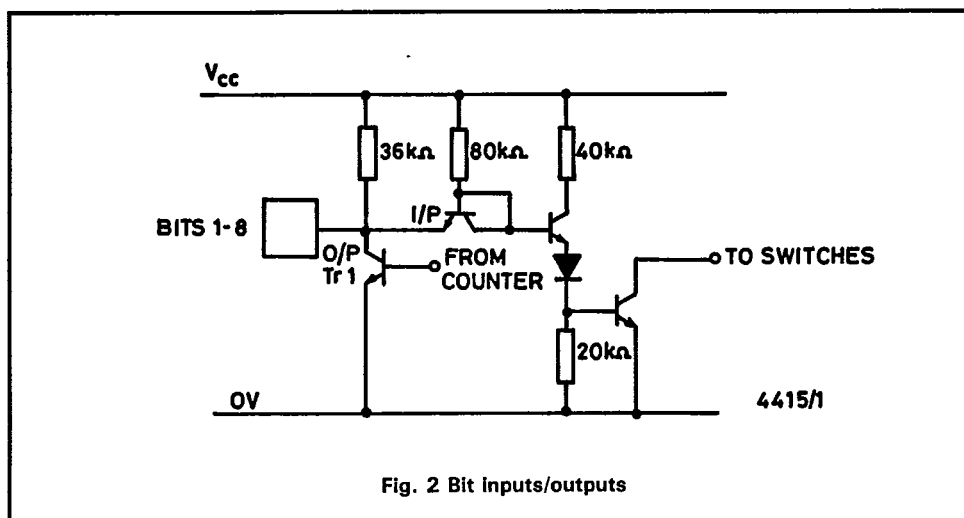 Vcc
36kΩ 80kΩ 40kΩ
I/P
BITS 1-8
O/P
Tr 1
FROM
COUNTER
TO SWITCHES
20kΩ
0V
4415/1
Fig. 2 Bit inputs/outputs